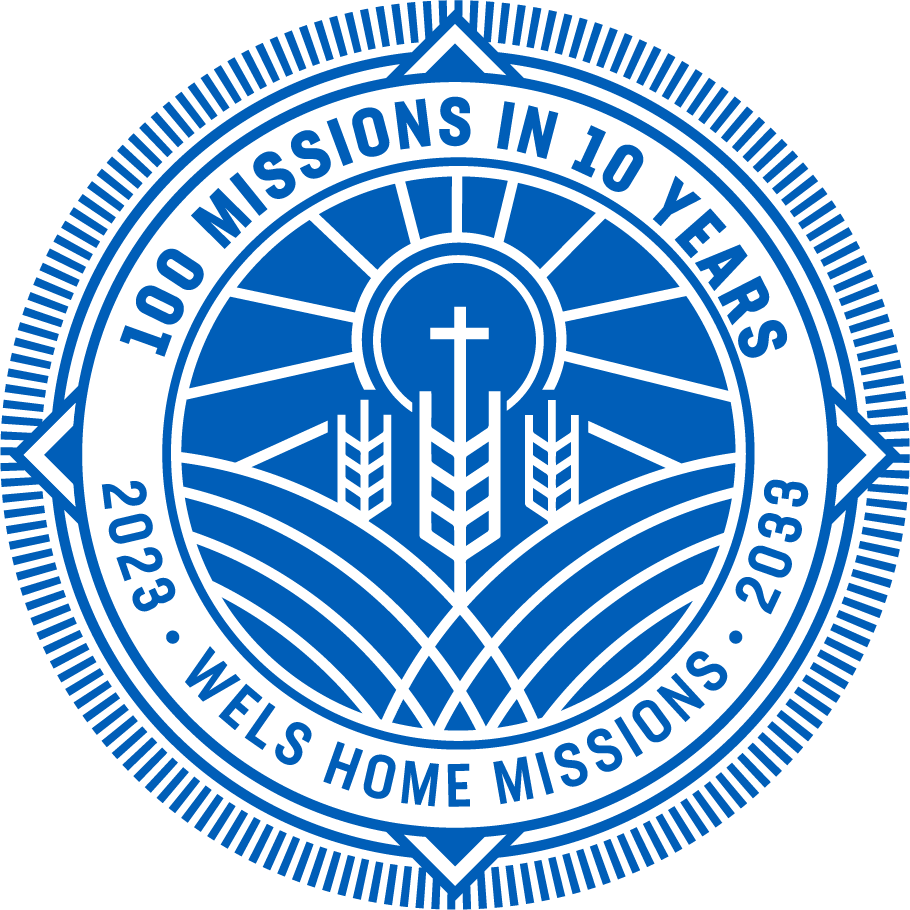 100 MISSIONS IN 10 YEARS
2023 • WELS HOME MISSIONS • 2033